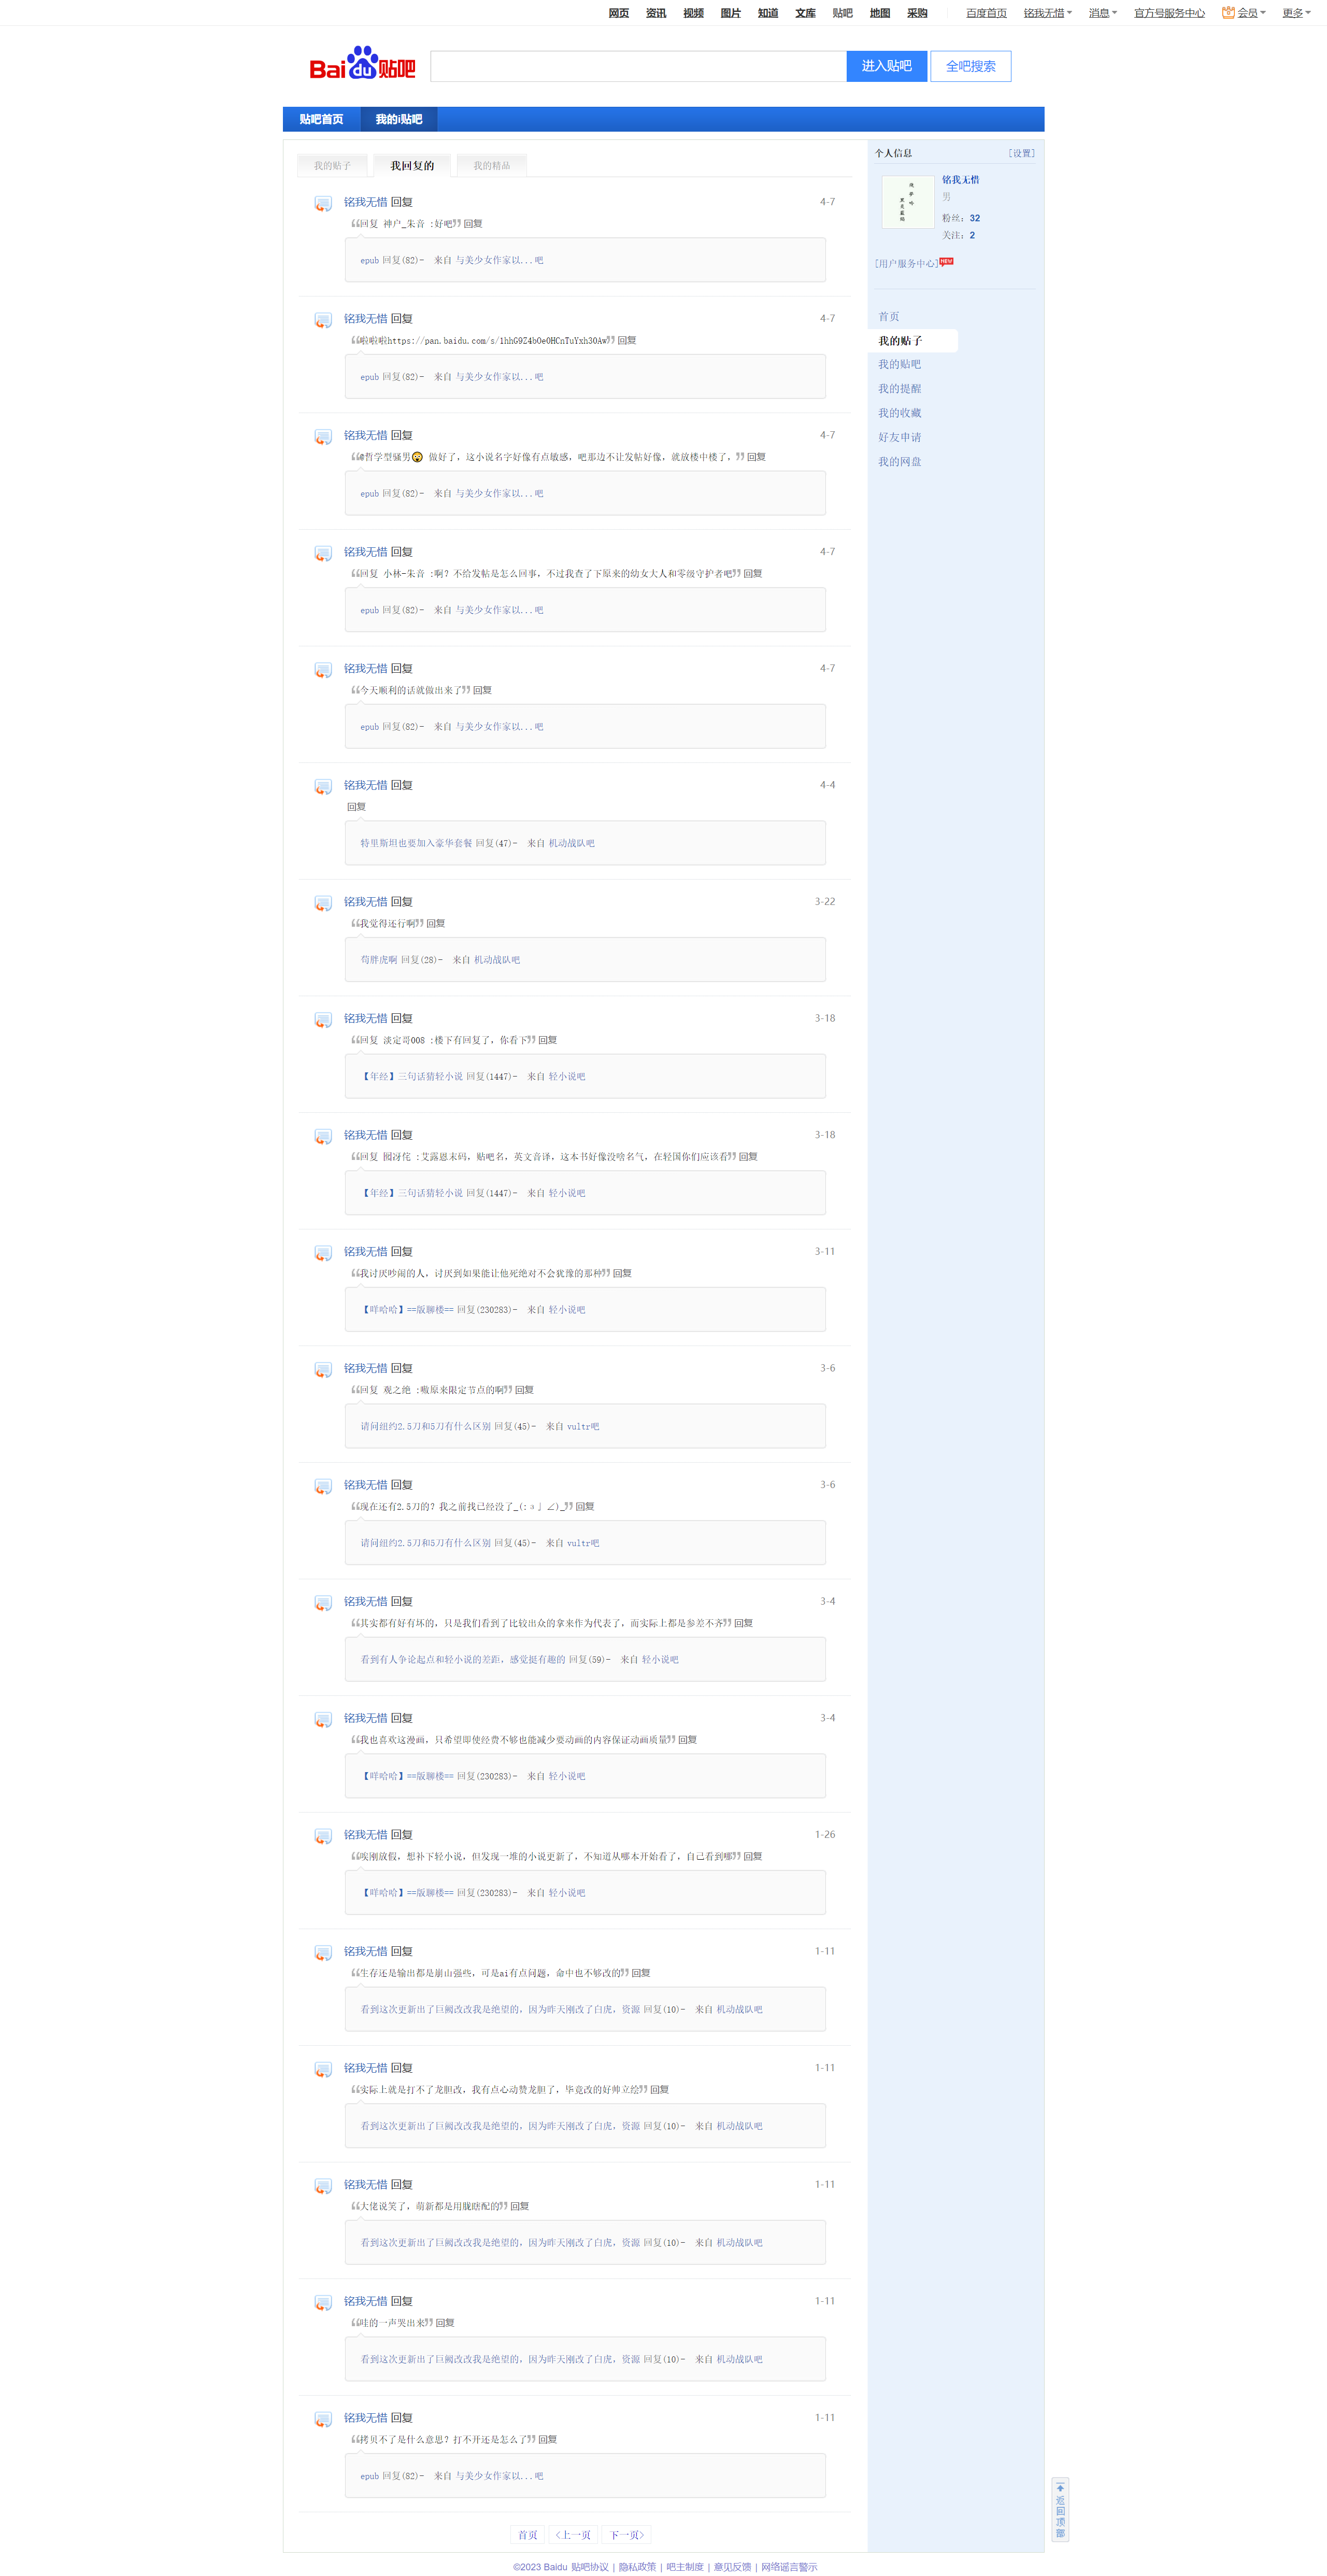 网页 资讯 视频 图片 知道 文库 贴吧 地图 采购 百度首页 铭我无惜 消息 官方号服务中心 会员 更多
Baidu贴吧 进入贴吧 全吧搜索
贴吧首页 我的i贴吧
我的贴子 我回复的 我的精品
铭我无惜 回复 4-7
“回复 神户_朱音 :好吧” 回复
epub 回复(82)- 来自 与美少女作家以...吧
铭我无惜 回复 4-7
“啦啦啦https://pan.baidu.com/s/1hhG9Z4bOe0HCnTuYxh30Aw” 回复
epub 回复(82)- 来自 与美少女作家以...吧
铭我无惜 回复 4-7
“@哲学型骚男😲 做好了，这小说名字好像有点敏感，吧那边不让发帖好像，就放楼中楼了，” 回复
epub 回复(82)- 来自 与美少女作家以...吧
铭我无惜 回复 4-7
“回复 小林-朱音 :啊？不给发帖是怎么回事，不过我查了下原来的幼女大人和零级守护者吧” 回复
epub 回复(82)- 来自 与美少女作家以...吧
铭我无惜 回复 4-7
“今天顺利的话就做出来了” 回复
epub 回复(82)- 来自 与美少女作家以...吧
铭我无惜 回复 4-4
回复
特里斯坦也要加入豪华套餐 回复(47)- 来自 机动战队吧
铭我无惜 回复 3-22
“我觉得还行啊” 回复
苟胖虎啊 回复(28)- 来自 机动战队吧
铭我无惜 回复 3-18
“回复 淡定哥008 :楼下有回复了，你看下” 回复
【年经】三句话猜轻小说 回复(1447)- 来自 轻小说吧
铭我无惜 回复 3-18
“回复 :艾露恩末码，贴吧名，英文音译，这本书好像没啥名气，在轻国你们应该看” 回复
【年经】三句话猜轻小说 回复(1447)- 来自 轻小说吧
铭我无惜 回复 3-11
“我讨厌吵闹的人，讨厌到如果能让他死绝对不会犹豫的那种” 回复
【咩哈哈】==版聊楼== 回复(230283)- 来自 轻小说吧
铭我无惜 回复 3-6
“回复 观之绝 :嗷原来限定节点的啊” 回复
请问纽约2.5刀和5刀有什么区别 回复(45)- 来自 vultr吧
铭我无惜 回复 3-6
“现在还有2.5刀的？我之前找已经没了_(:з」∠)_” 回复
请问纽约2.5刀和5刀有什么区别 回复(45)- 来自 vultr吧
铭我无惜 回复 3-4
“其实都有好有坏的，只是我们看到了比较出众的拿来作为代表了，而实际上都是参差不齐” 回复
看到有人争论起点和轻小说的差距，感觉挺有趣的 回复(59)- 来自 轻小说吧
铭我无惜 回复 3-4
“我也喜欢这漫画，只希望即使经费不够也能减少要动画的内容保证动画质量” 回复
【咩哈哈】==版聊楼== 回复(230283)- 来自 轻小说吧
铭我无惜 回复 1-26
“唉刚放假，想补下轻小说，但发现一堆的小说更新了，不知道从哪本开始看了，自己看到哪” 回复
【咩哈哈】==版聊楼== 回复(230283)- 来自 轻小说吧
铭我无惜 回复 1-11
“生存还是输出都是崩山强些，可是ai有点问题，命中也不够改的” 回复
看到这次更新出了巨阙改改我是绝望的，因为昨天刚改了白虎，资源 回复(10)- 来自 机动战队吧
铭我无惜 回复 1-11
“实际上就是打不了龙胆改，我有点心动赞龙胆了，毕竟改的好帅立绘” 回复
看到这次更新出了巨阙改改我是绝望的，因为昨天刚改了白虎，资源 回复(10)- 来自 机动战队吧
铭我无惜 回复 1-11
“大佬说笑了，萌新都是用胧瞎配的” 回复
看到这次更新出了巨阙改改我是绝望的，因为昨天刚改了白虎，资源 回复(10)- 来自 机动战队吧
铭我无惜 回复 1-11
“哇的一声哭出来” 回复
看到这次更新出了巨阙改改我是绝望的，因为昨天刚改了白虎，资源 回复(10)- 来自 机动战队吧
铭我无惜 回复 1-11
“拷贝不了是什么意思？打不开还是怎么了” 回复
epub 回复(82)- 来自 与美少女作家以...吧
首页 <上一页 下一页>
个人信息 [设置]
铭我无惜
男
粉丝：32
关注：2
[用户服务中心] NEW
首页
我的贴子
我的贴吧
我的提醒
我的收藏
好友申请
我的网盘
返回顶部
©2023 Baidu 贴吧协议 | 隐私政策 | 吧主制度 | 意见反馈 | 网络谣言警示